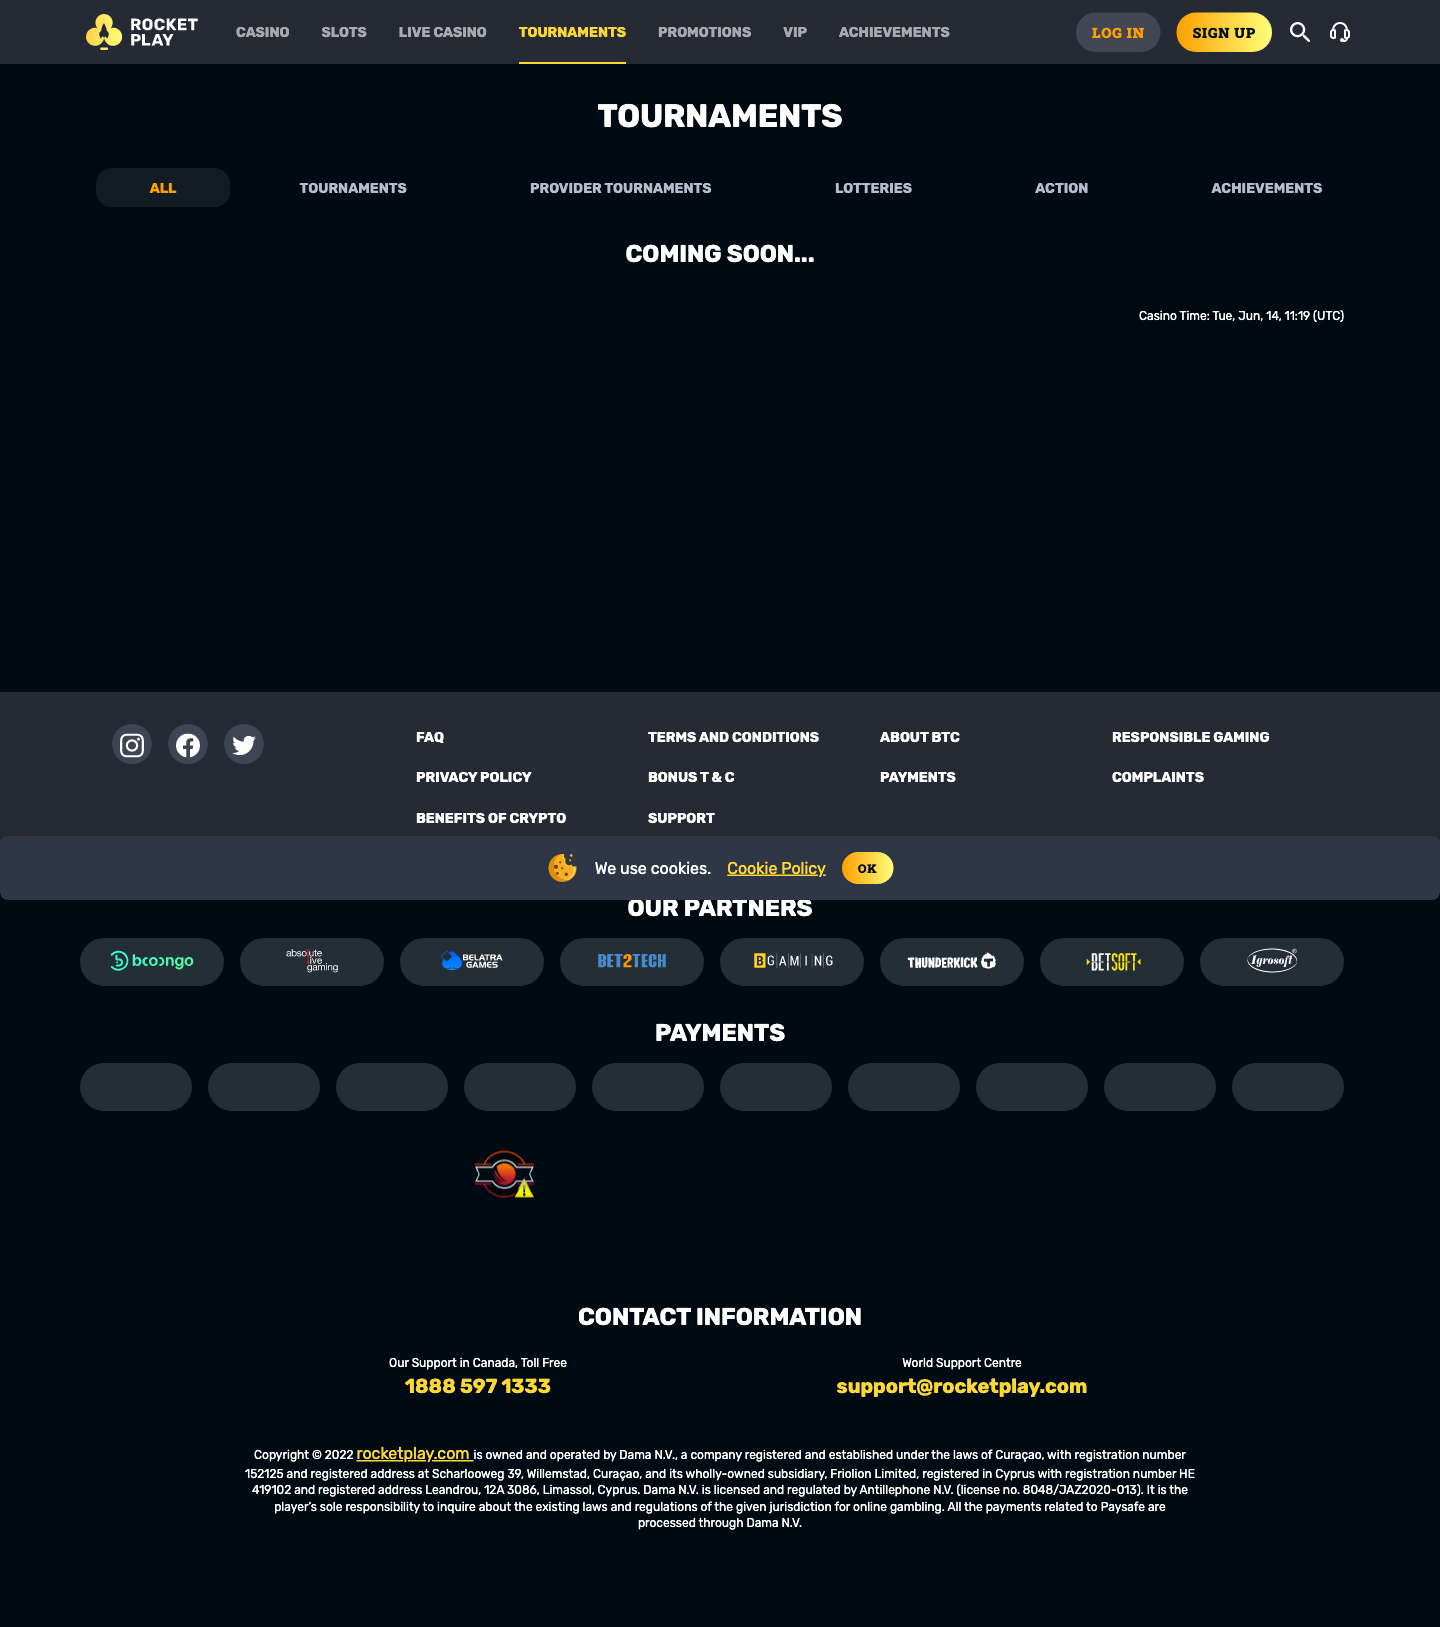 ROCKET
PLAY
CASINO SLOTS LIVE CASINO TOURNAMENTS PROMOTIONS VIP ACHIEVEMENTS LOG IN SIGN UP
TOURNAMENTS
ALL TOURNAMENTS PROVIDER TOURNAMENTS LOTTERIES ACTION ACHIEVEMENTS
COMING SOON...
Casino Time: Tue, Jun, 14, 11:19 (UTC)
FAQ TERMS AND CONDITIONS ABOUT BTC RESPONSIBLE GAMING
PRIVACY POLICY BONUS T & C PAYMENTS COMPLAINTS
BENEFITS OF CRYPTO SUPPORT
We use cookies. Cookie Policy OK
OUR PARTNERS
booongo absolute live gaming BELATRA GAMES BET2TECH BGAMING THUNDERKICK BETSOFT Igrosoft
PAYMENTS
CONTACT INFORMATION
Our Support in Canada, Toll Free World Support Centre
1888 597 1333 support@rocketplay.com
Copyright © 2022 rocketplay.com is owned and operated by Dama N.V., a company registered and established under the laws of Curaçao, with registration number
152125 and registered address at Scharlooweg 39, Willemstad, Curaçao, and its wholly-owned subsidiary, Friolion Limited, registered in Cyprus with registration number HE
419102 and registered address Leandrou, 12A 3086, Limassol, Cyprus. Dama N.V. is licensed and regulated by Antillephone N.V. (license no. 8048/JAZ2020-013). It is the
player's sole responsibility to inquire about the existing laws and regulations of the given jurisdiction for online gambling. All the payments related to Paysafe are
processed through Dama N.V.